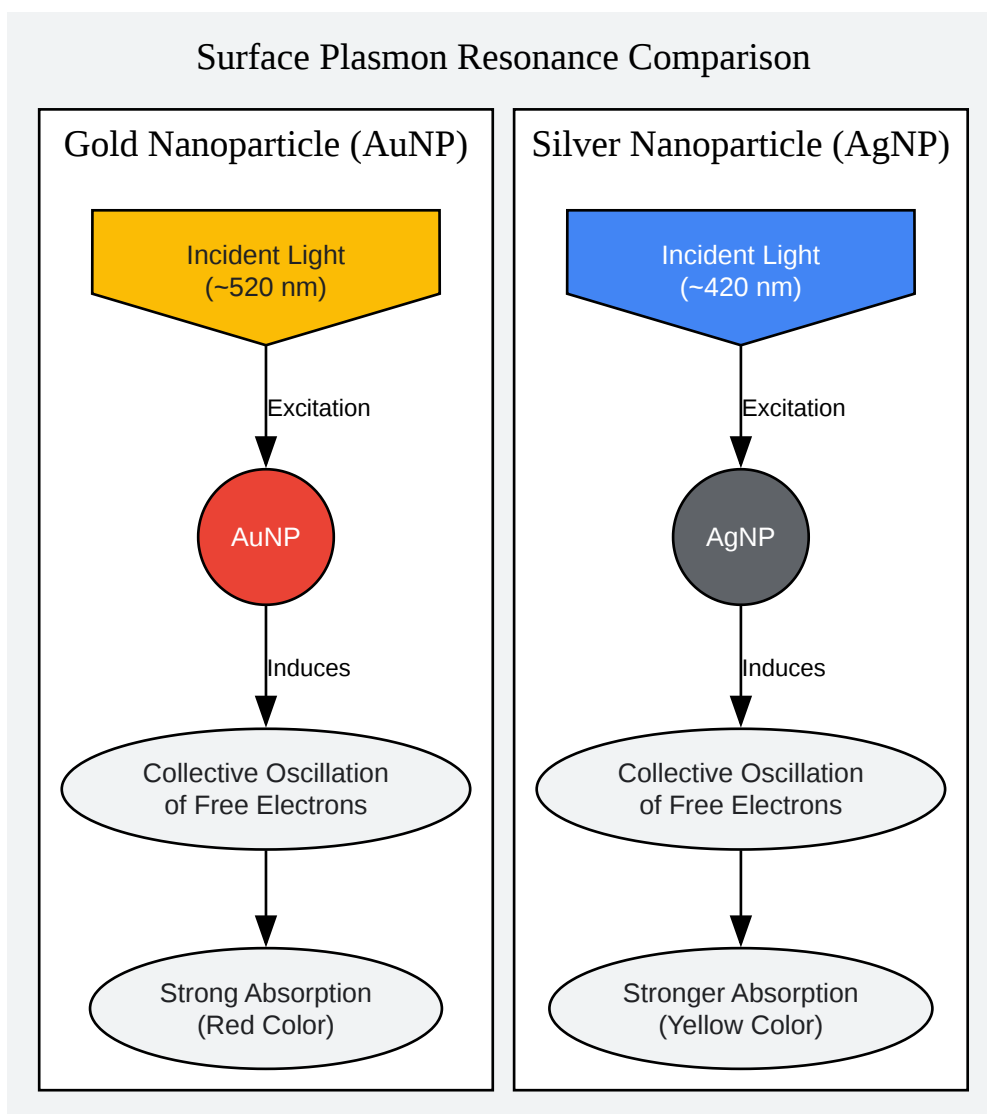 Surface Plasmon Resonance Comparison
Gold Nanoparticle (AuNP)
Incident Light
(~520 nm)
Excitation
AuNP
Induces
Collective Oscillation
of Free Electrons
Strong Absorption
(Red Color)
Silver Nanoparticle (AgNP)
Incident Light
(~420 nm)
Excitation
AgNP
Induces
Collective Oscillation
of Free Electrons
Stronger Absorption
(Yellow Color)